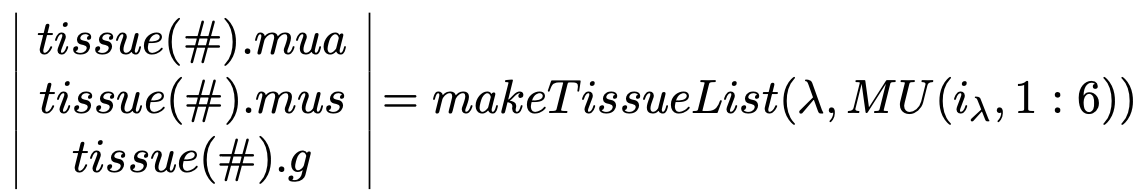 tissue(#).mua
tissue(#).mus = makeTissueList(λ, MU(i_λ, 1 : 6))
tissue(#).g